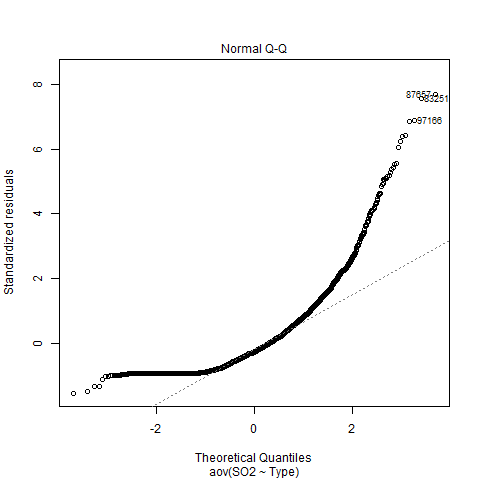 Normal Q-Q
Standardized residuals
8
6
4
2
0
87657
83251
97166
-2
0
2
Theoretical Quantiles
aov(SO2 ~ Type)